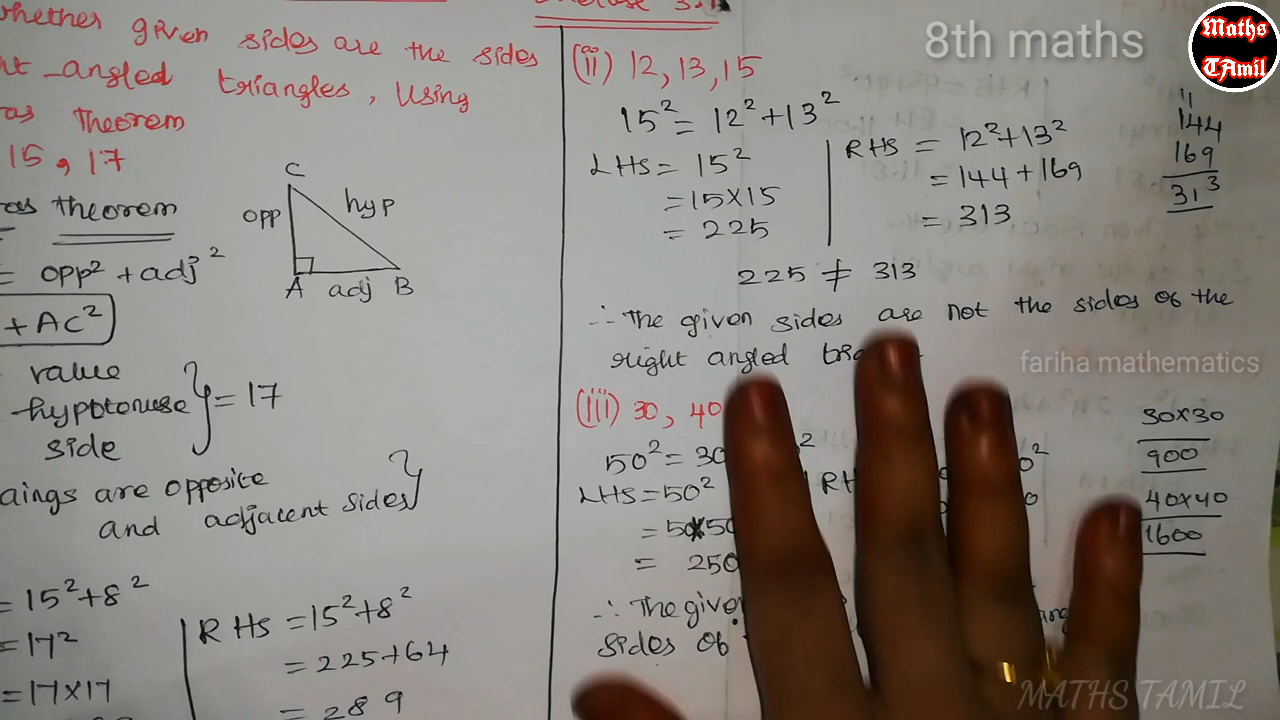 whether given sides are the sides
-angled triangles, using
Theorem
15, 17
theorem
= opp² + adj²
+ AC²
C
opp
hyp
A adj B
value
hypotonuse
side
} = 17
are opposite
and adjacent sides}
= 15² + 8²
= 17²
= 17×17
RHS = 15² + 8²
= 225 + 64
= 289
(ii) 12, 13, 15
15² = 12² + 13²
LHS = 15²
= 15×15
= 225
RHS = 12² + 13²
= 144 + 169
= 313
11
144
169
313
225 ≠ 313
∴ The given sides are not the sides of the
right angled
(iii) 30, 40
50² = 30
LHS = 50²
= 50×50
= 250
30×30
900
40×40
1600
∴ The given
sides of
8th maths
Maths
TAmil
fariha mathematics
MATHS TAMIL